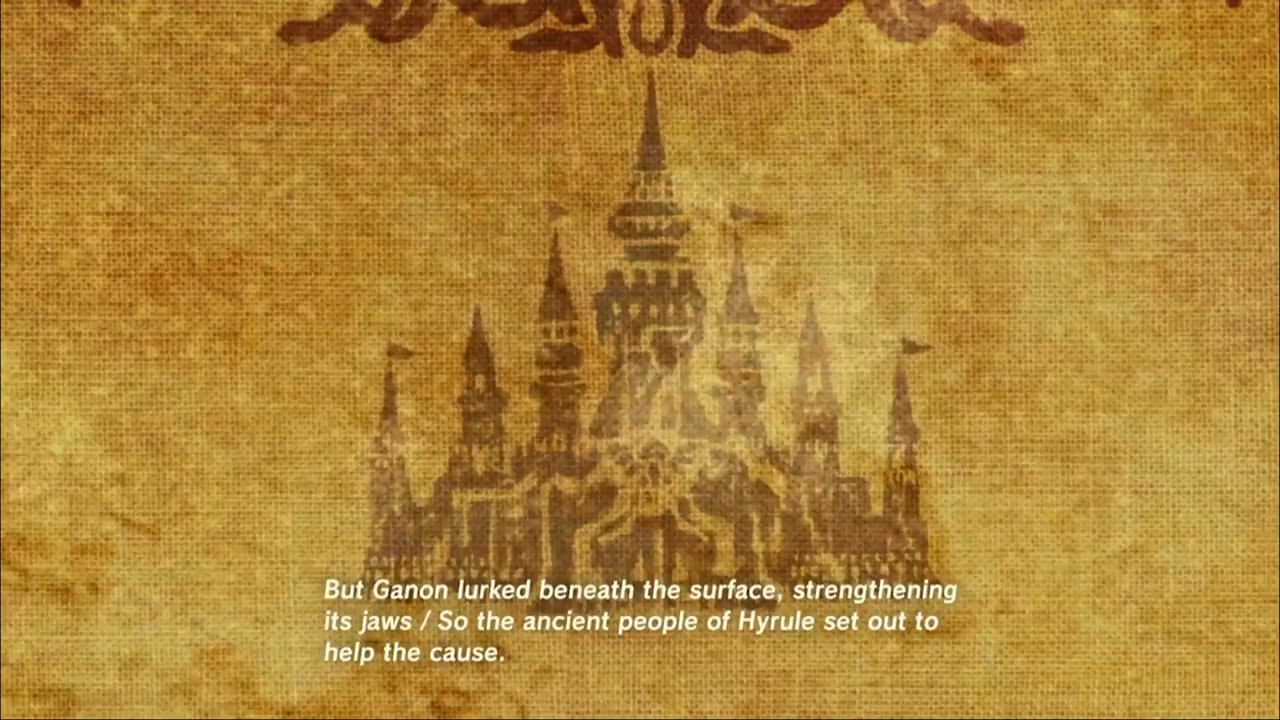 But Ganon lurked beneath the surface, strengthening
its jaws / So the ancient people of Hyrule set out to
help the cause.